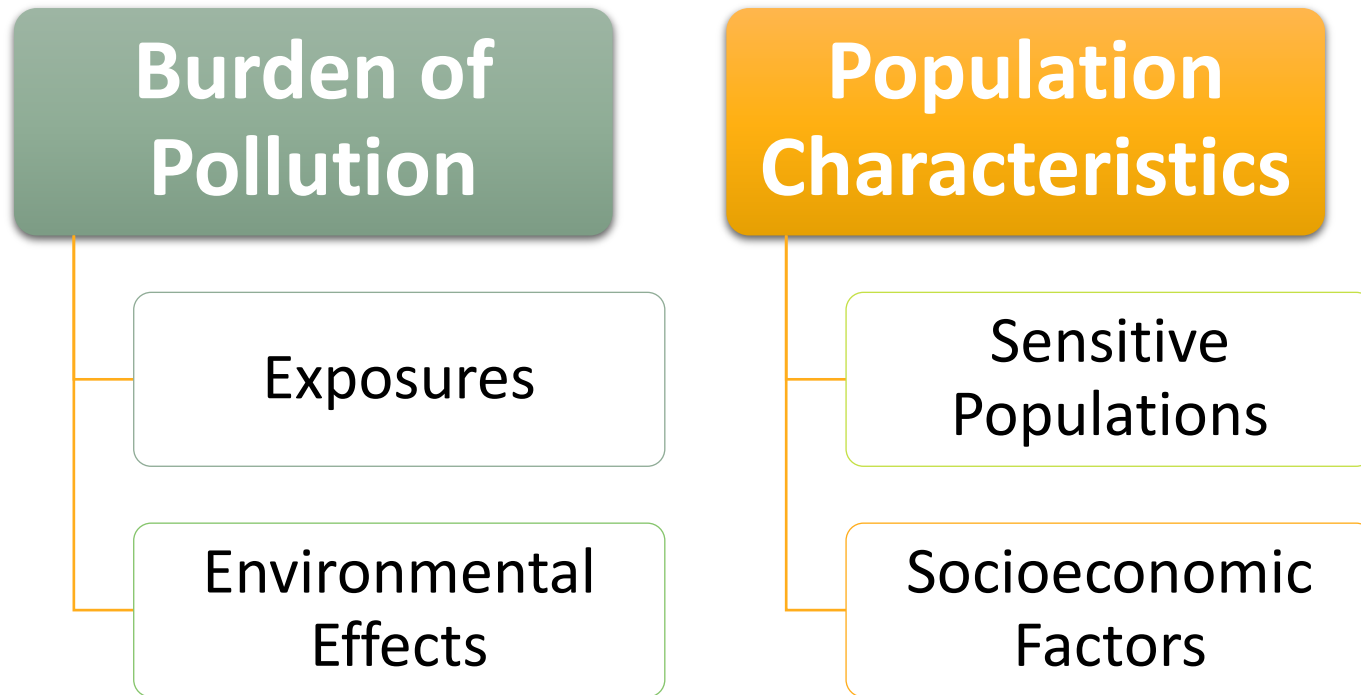 Burden of
Pollution
Exposures
Environmental
Effects
Population
Characteristics
Sensitive
Populations
Socioeconomic
Factors